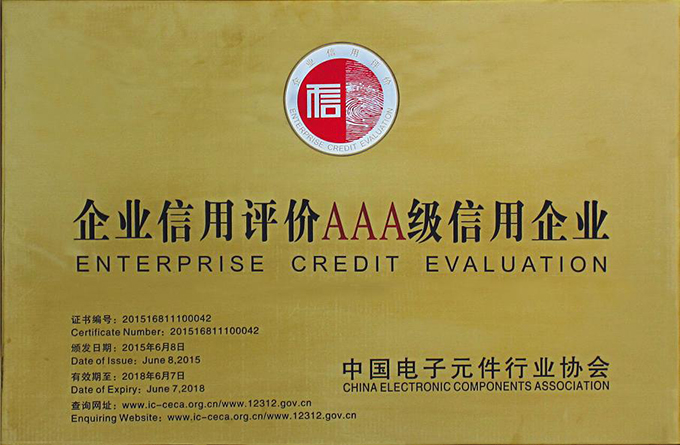 企业信用评价
信
ENTERPRISE CREDIT EVALUATION
企业信用评价AAA级信用企业
ENTERPRISE CREDIT EVALUATION
证书编号：201516811100042
Certificate Number：201516811100042
颁发日期：2015年6月8日
Date of Issue：June 8,2015
有效期至：2018年6月7日
Date of Expiry：June 7,2018
查询网址：www.ic-ceca.org.cn/www.12312.gov.cn
Enquiring Website：www.ic-ceca.org.cn/www.12312.gov.cn
中国电子元件行业协会
CHINA ELECTRONIC COMPONENTS ASSOCIATION